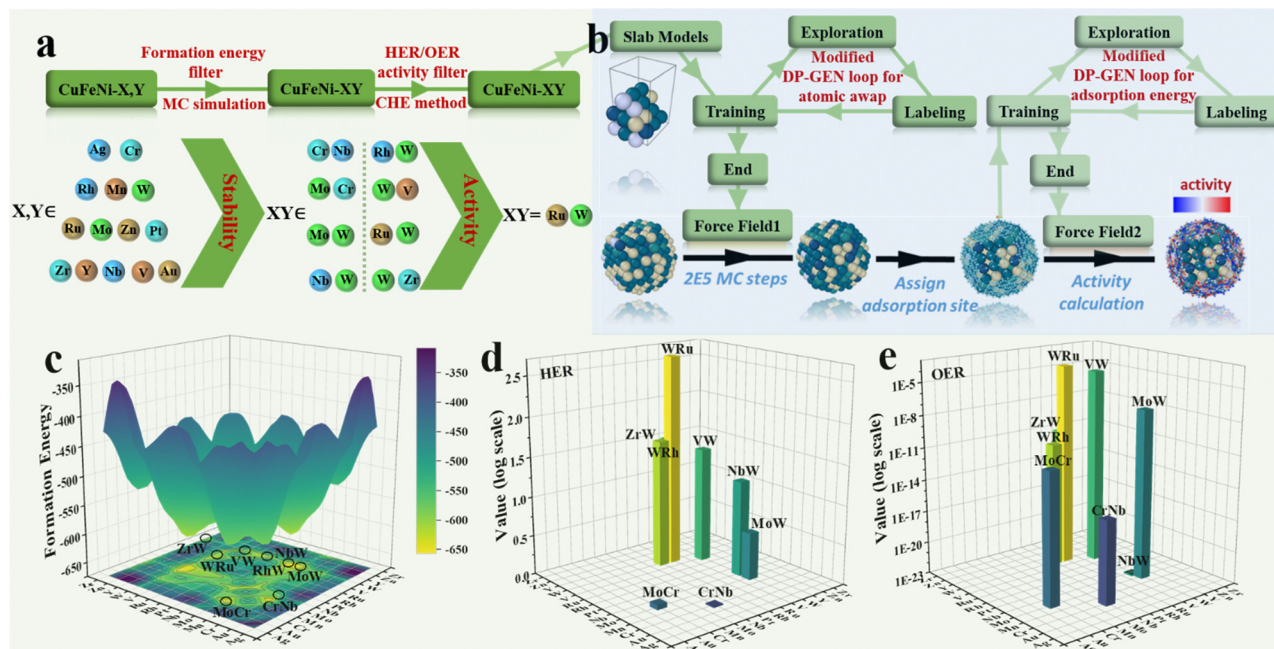 a
Formation energy
filter
MC simulation
HER/OER
activity filter
CHE method
CuFeNi-X,Y
CuFeNi-XY
CuFeNi-XY
Ag Cr
Rh Mn W
X,Y∈
Ru Mo Zn Pt
Zr Y Nb V Au
Stability
XY∈
Cr Nb
Rh W
Mo Cr
W V
Mo W
Ru W
Nb W
W Zr
Activity
XY=
Ru W
b
Slab Models
Exploration
Modified
DP-GEN loop for
atomic awap
Training
Labeling
End
Force Field1
2E5 MC steps
Assign
adsorption site
Exploration
Modified
DP-GEN loop for
adsorption energy
Training
Labeling
End
Force Field2
Activity
calculation
activity
c
Formation Energy
-350
-400
-450
-500
-550
-600
-650
-350
-400
-450
-500
-550
-600
-650
ZrW
WRu
VW
NbW
RhW
MoW
MoCr
CrNb
d
HER
Value (log scale)
2.5
2.0
1.5
1.0
0.5
0.0
WRu
ZrW
WRh
VW
NbW
MoW
MoCr
CrNb
e
OER
Value (log scale)
1E-5
1E-8
1E-11
1E-14
1E-17
1E-20
1E-23
WRu
VW
MoW
ZrW
WRh
MoCr
CrNb
NbW